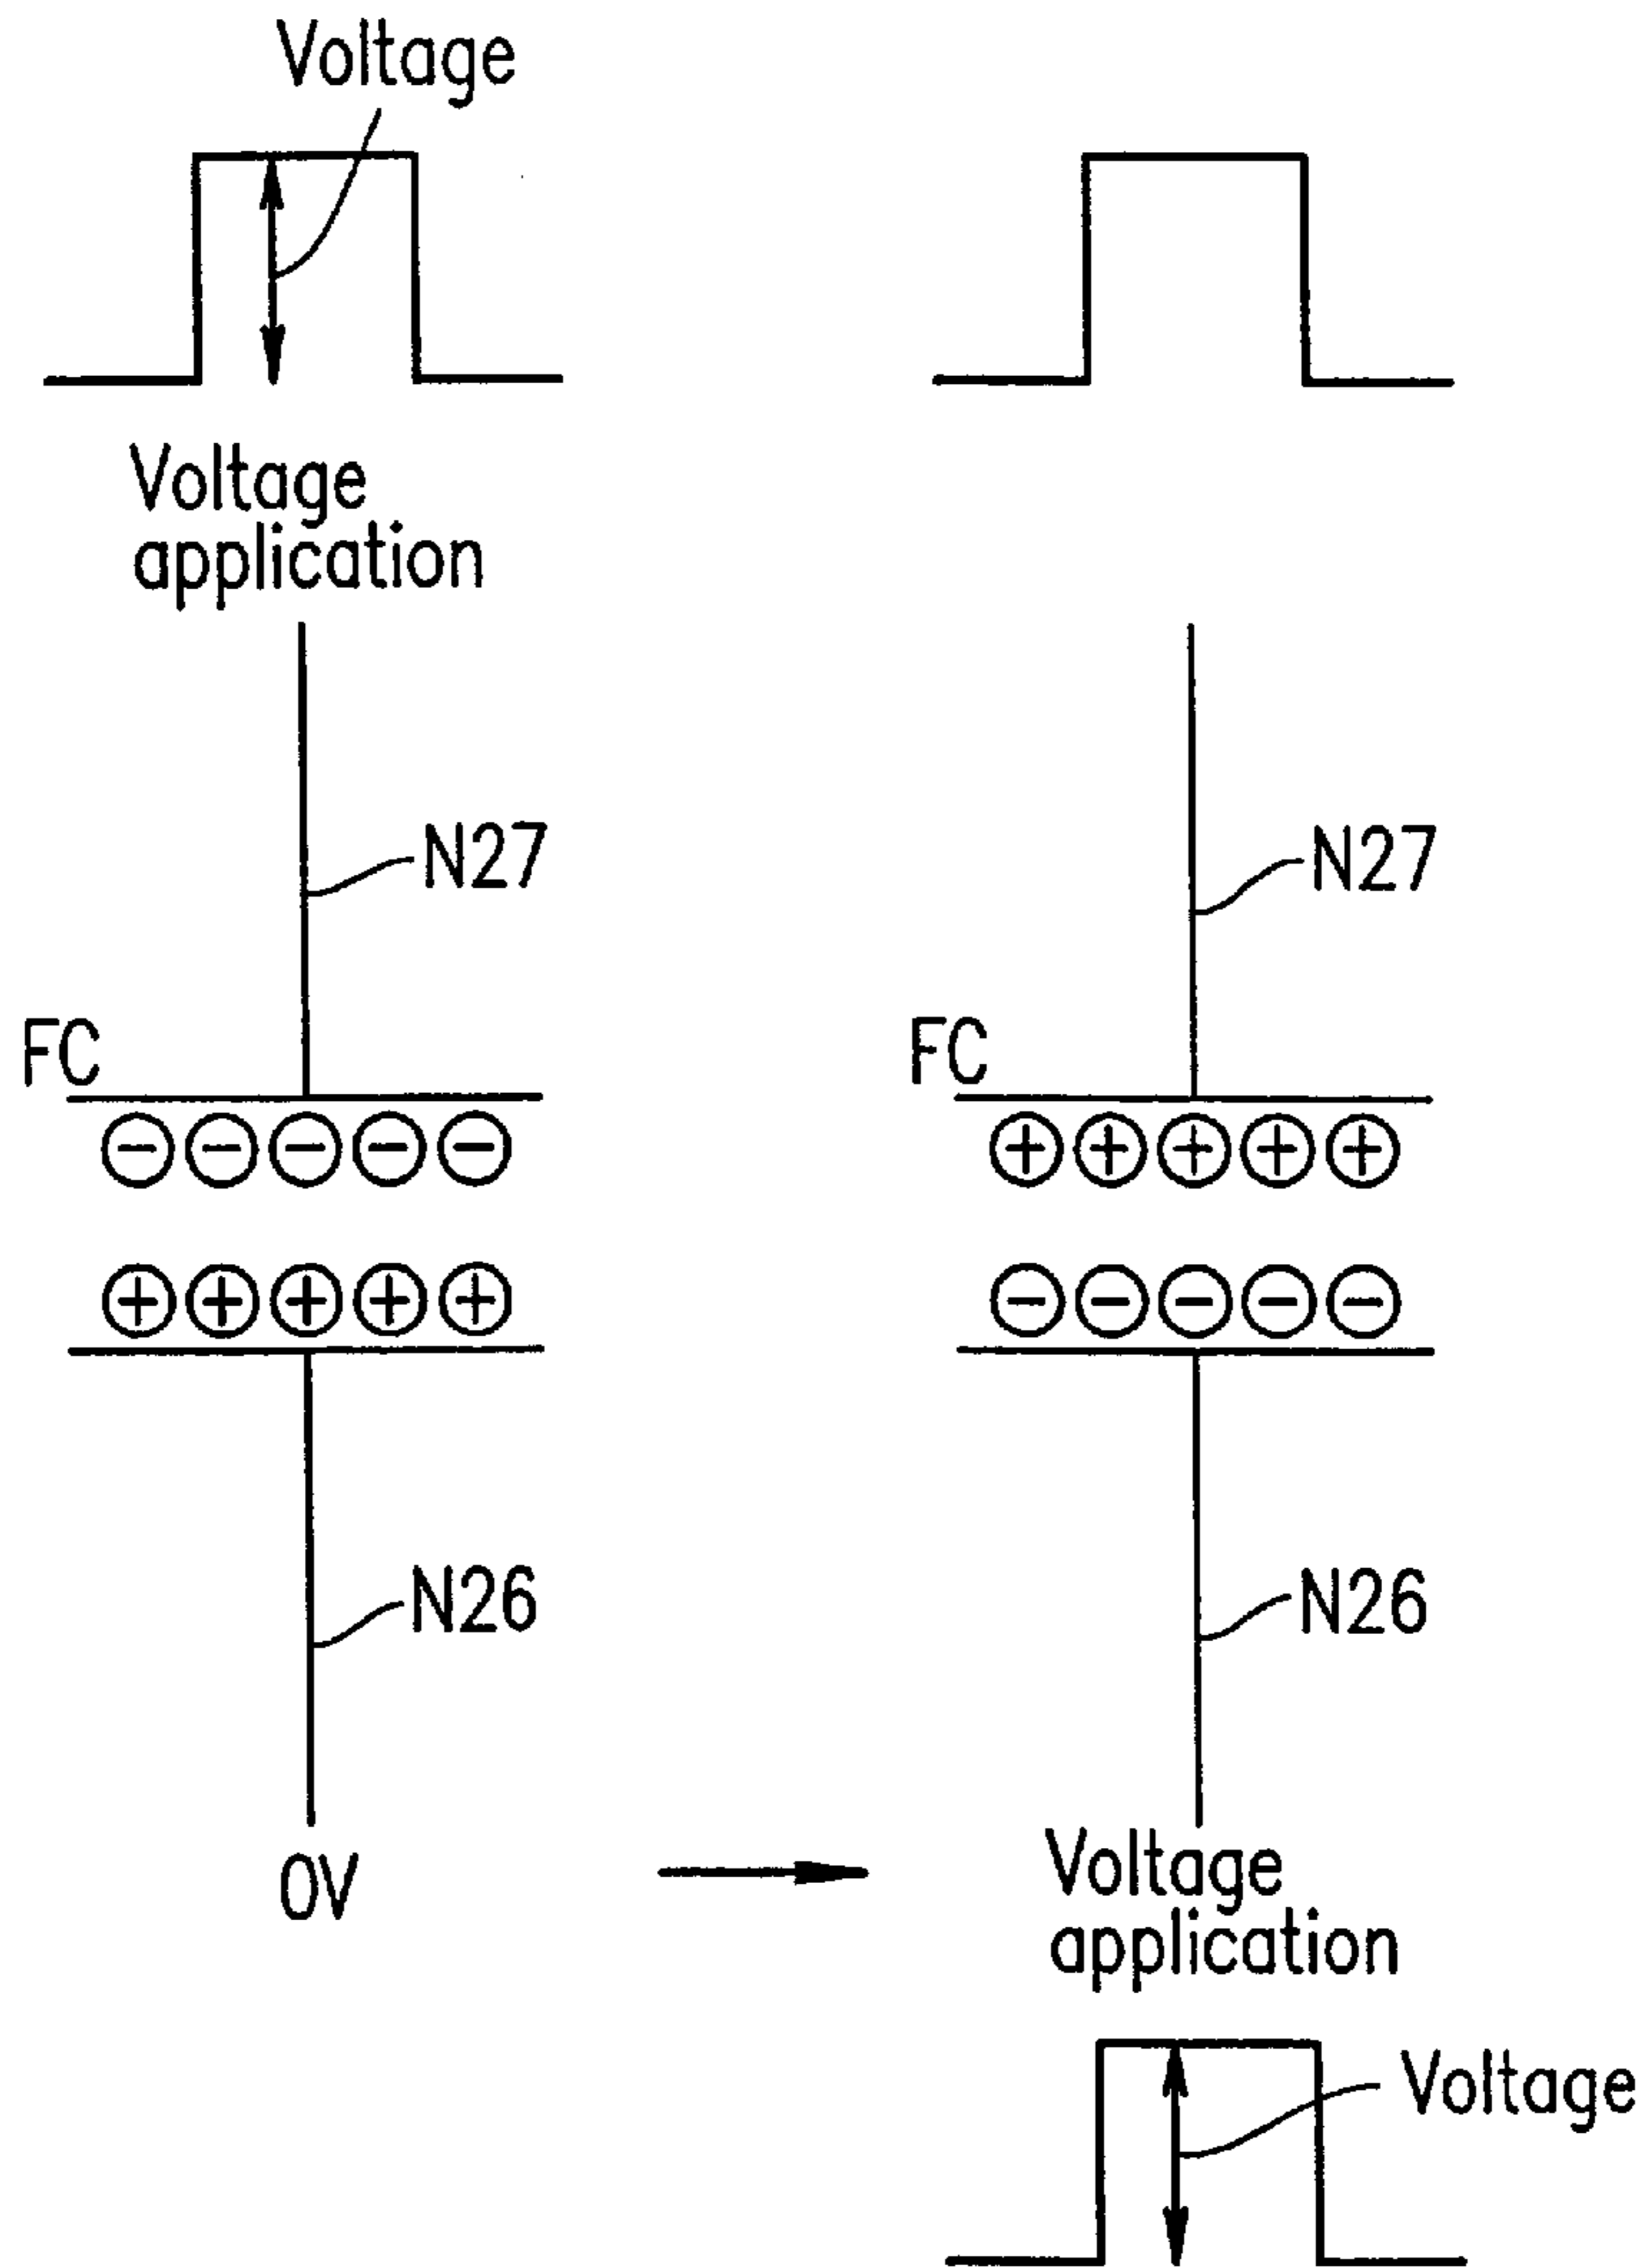 Voltage
Voltage
application
N27
N27
FC
FC
N26
N26
0V
Voltage
application
Voltage